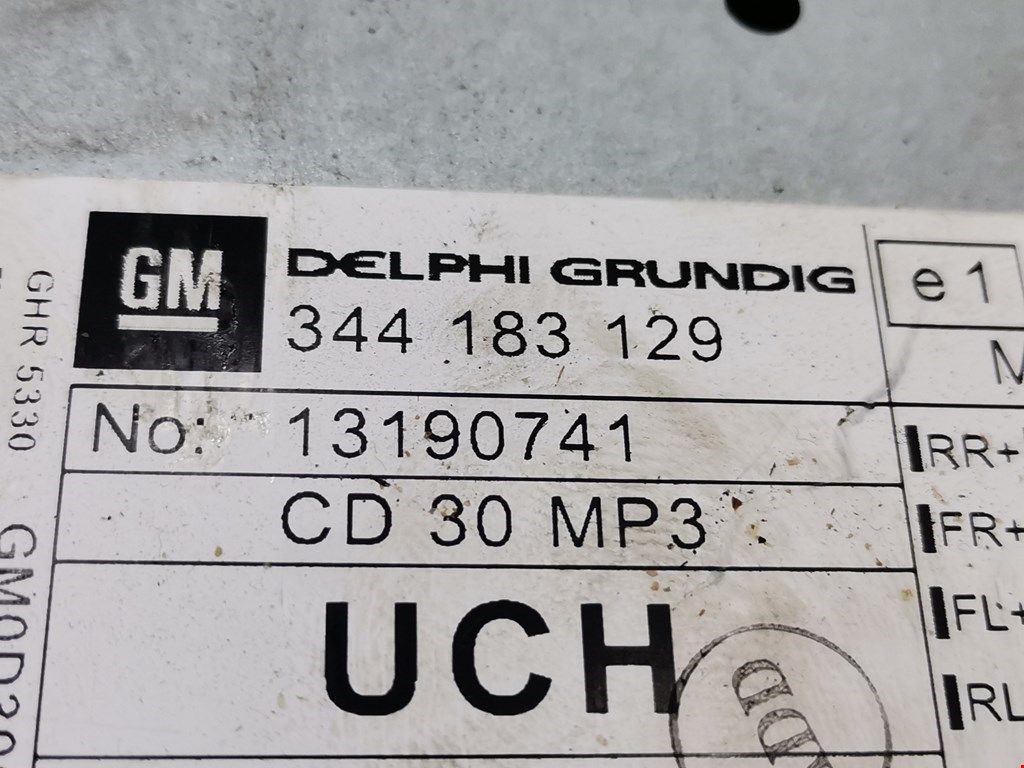 GM
DELPHI GRUNDIG
344 183 129
e1
No: 13190741
CD 30 MP3
UCH
RR+
FR+
FL+
RL
GHR 5330